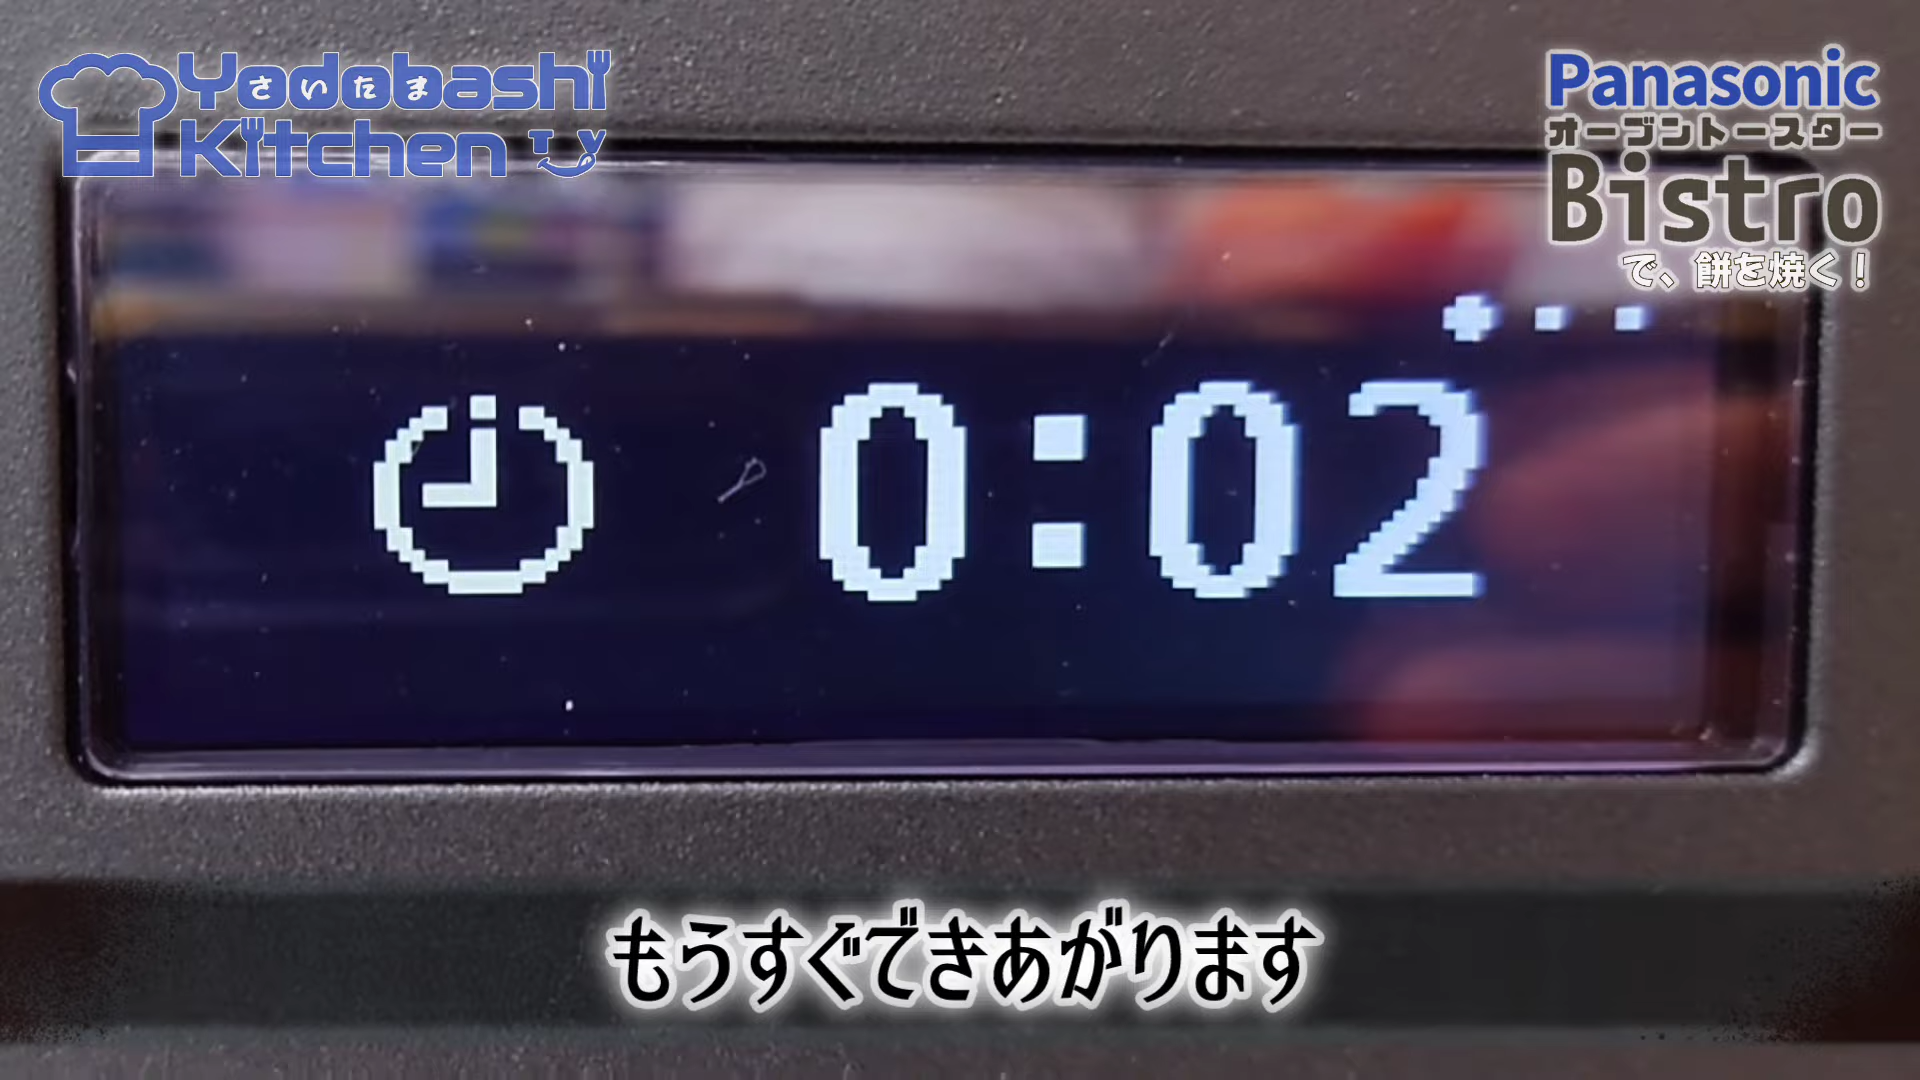 Yodobashi
さいたま
Kitchen TV
Panasonic
オーブントースター
Bistro
で、餅を焼く！
0:02
もうすぐできあがります